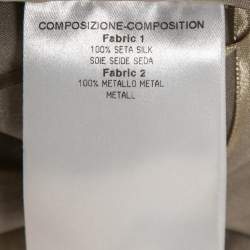 COMPOSIZIONE-COMPOSITION
Fabric 1
100% SETA SILK
SOIE SEIDE SEDA
Fabric 2
100% METALLO METAL
METALL